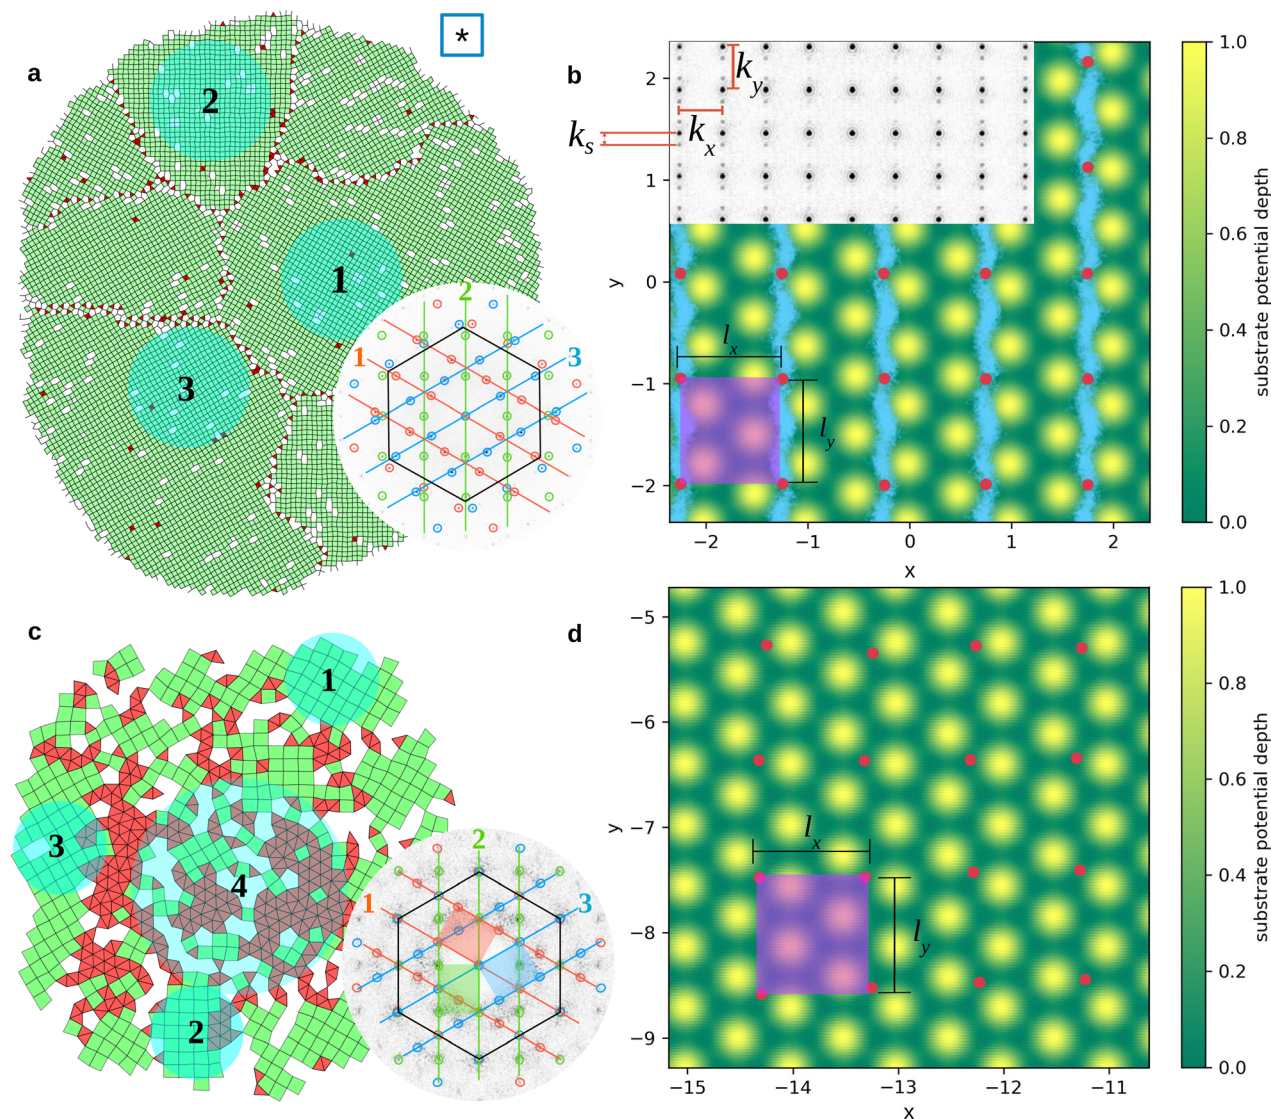 *
a
2
1
3
2
1
3
b
k_y
k_x
k_s
l_x
l_y
2
1
0
−1
−2
y
−2
−1
0
1
2
x
1.0
0.8
0.6
0.4
0.2
0.0
substrate potential depth
c
1
3
4
2
2
1
3
d
l_x
l_y
−5
−6
−7
−8
−9
y
−15
−14
−13
−12
−11
x
1.0
0.8
0.6
0.4
0.2
0.0
substrate potential depth